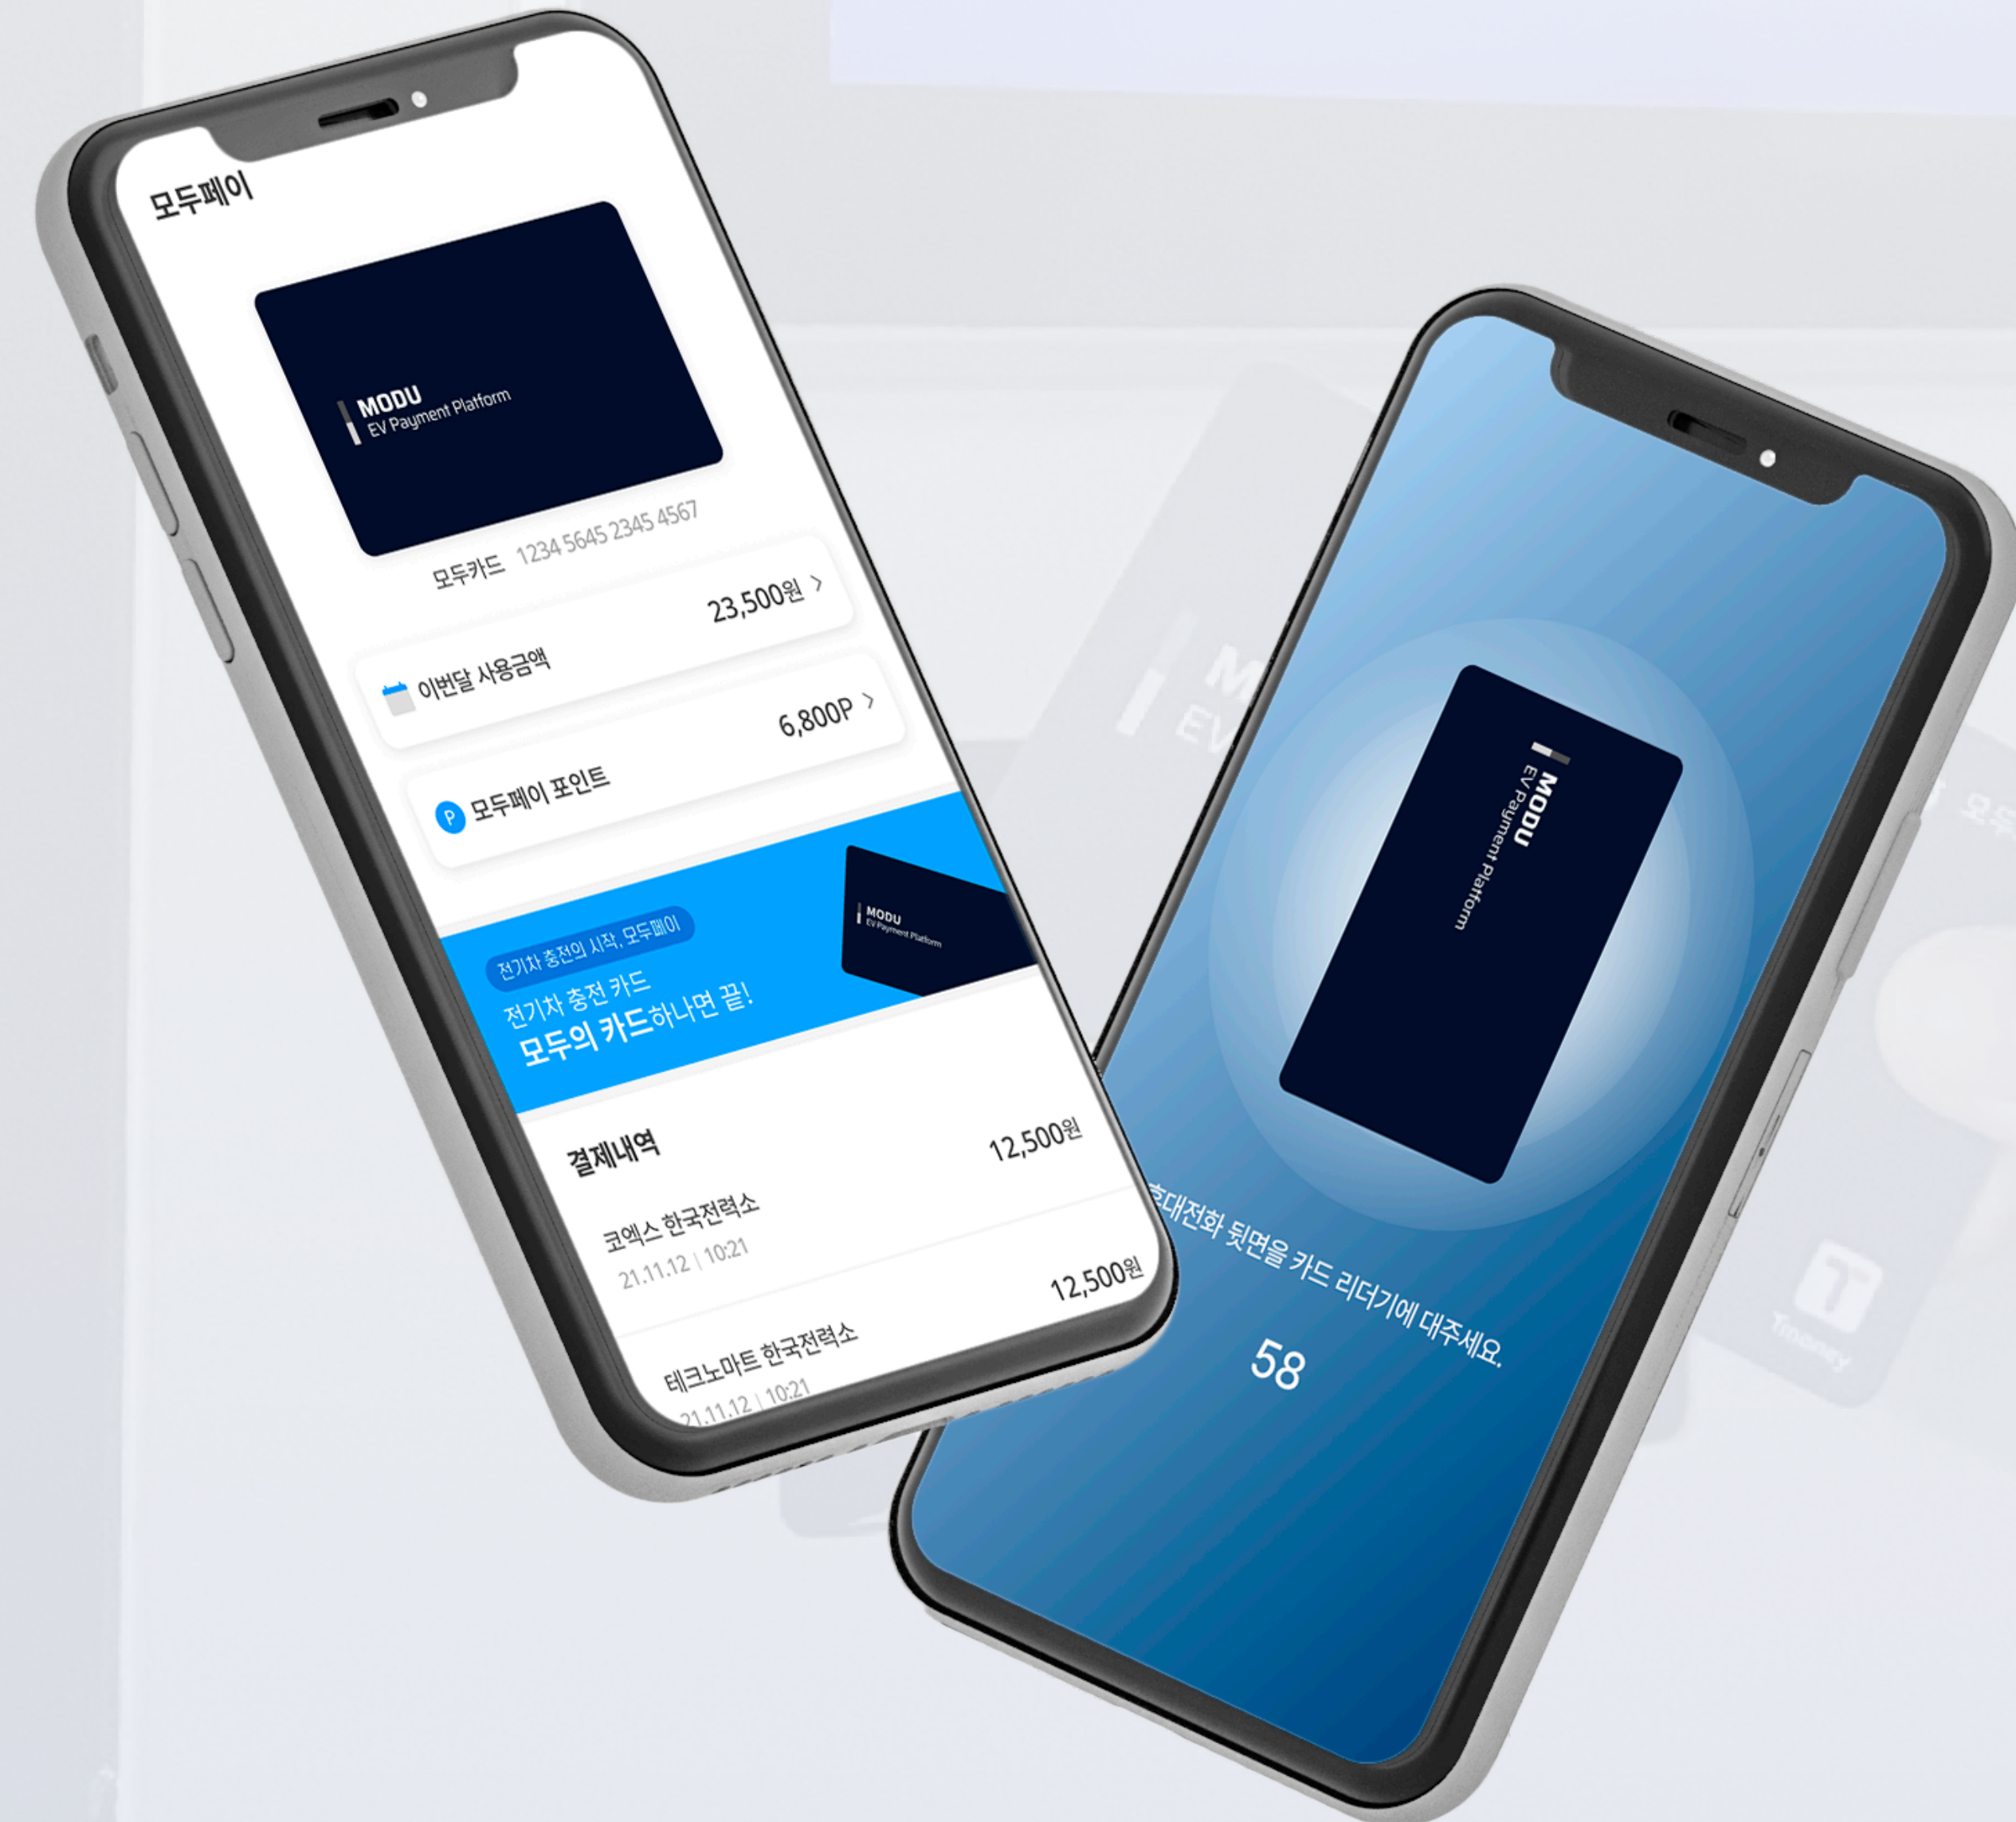 모두페이
MODU
EV Payment Platform
모두카드 1234 5645 2345 4567
이번달 사용금액 23,500원 >
P 모두페이 포인트 6,800P >
전기차 충전의 시작, 모두페이
전기차 충전 카드
모두의 카드하나면 끝!
MODU
EV Payment Platform
결제내역
코엑스 한국전력소 12,500원
21.11.12 | 10:21
테크노마트 한국전력소 12,500원
21.11.12 | 10:21
MODU
EV Payment Platform
휴대전화 뒷면을 카드 리더기에 대주세요.
58
M
EV
모두
T
Tmoney